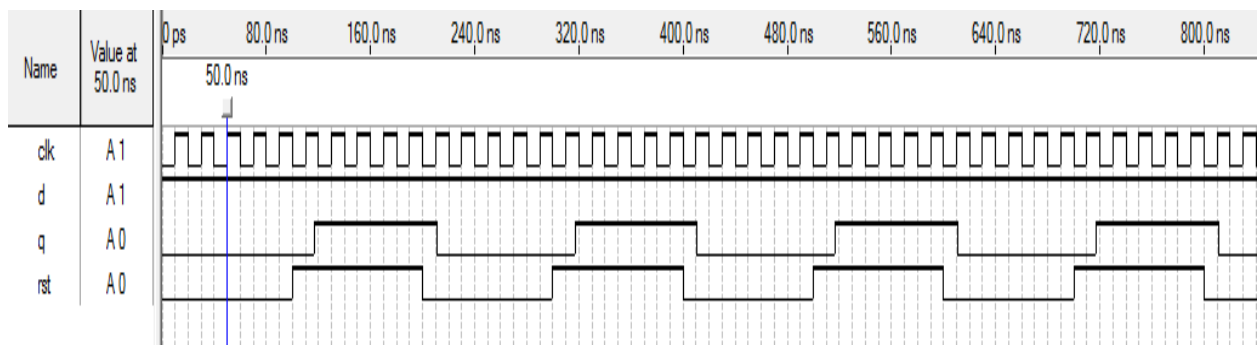 Name
Value at
50.0 ns
0 ps 80.0 ns 160.0 ns 240.0 ns 320.0 ns 400.0 ns 480.0 ns 560.0 ns 640.0 ns 720.0 ns 800.0 ns
50.0 ns
clk A 1
d A 1
q A 0
rst A 0